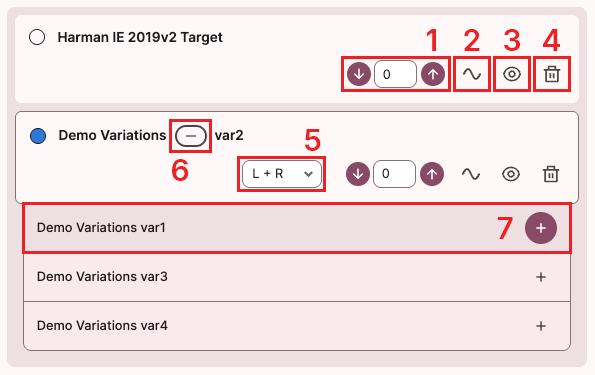 Harman IE 2019v2 Target
1 2 3 4
0
Demo Variations var2
5
6
L + R
0
Demo Variations var1
7
Demo Variations var3
Demo Variations var4